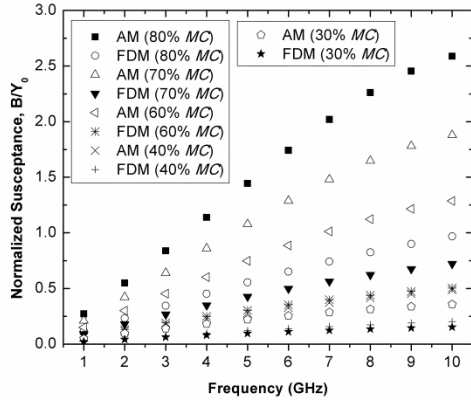 AM (80% MC)
FDM (80% MC)
AM (70% MC)
FDM (70% MC)
AM (60% MC)
FDM (60% MC)
AM (40% MC)
FDM (40% MC)
AM (30% MC)
FDM (30% MC)
Normalized Susceptance, B/Y0
3.0
2.5
2.0
1.5
1.0
0.5
0.0
1 2 3 4 5 6 7 8 9 10
Frequency (GHz)